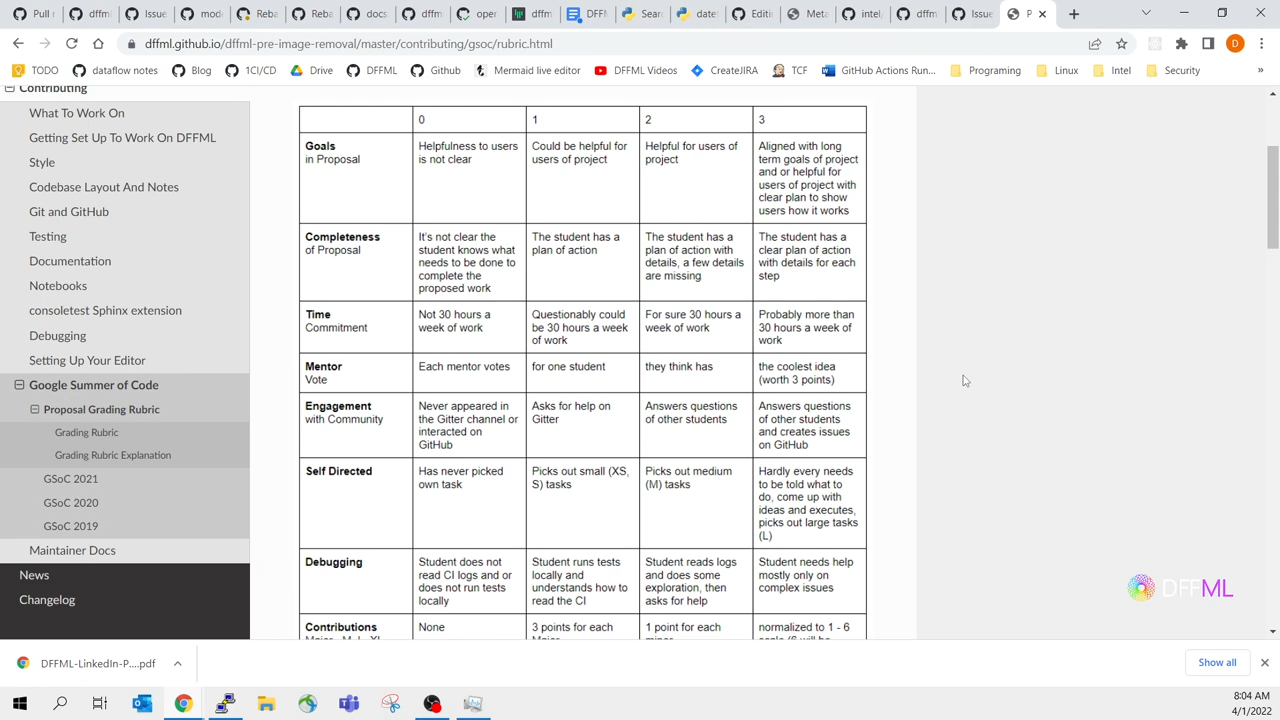 Pull r
dffml
Issue
mode
Reba
Reba
docs.
dffm
oper
dffm
DFFM
Sear
date
Editin
Meta
intel
dffm
Issue
P
dffml.github.io/dffml-pre-image-removal/master/contributing/gsoc/rubric.html
D
TODO
dataflow notes
Blog
1CI/CD
Drive
DFFML
Github
Mermaid live editor
DFFML Videos
CreateJIRA
TCF
GitHub Actions Run...
Programing
Linux
Intel
Security
»
Contributing
What To Work On
Getting Set Up To Work On DFFML
Style
Codebase Layout And Notes
Git and GitHub
Testing
Documentation
Notebooks
consoletest Sphinx extension
Debugging
Setting Up Your Editor
Google Summer of Code
Proposal Grading Rubric
Grading Rubric
Grading Rubric Explanation
GSoC 2021
GSoC 2020
GSoC 2019
Maintainer Docs
News
Changelog
0
1
2
3
Goals
in Proposal
Helpfulness to users
is not clear
Could be helpful for
users of project
Helpful for users of
project
Aligned with long
term goals of project
and or helpful for
users of project with
clear plan to show
users how it works
Completeness
of Proposal
It's not clear the
student knows what
needs to be done to
complete the
proposed work
The student has a
plan of action
The student has a
plan of action with
details, a few details
are missing
The student has a
clear plan of action
with details for each
step
Time
Commitment
Not 30 hours a
week of work
Questionably could
be 30 hours a week
of work
For sure 30 hours a
week of work
Probably more than
30 hours a week of
work
Mentor
Vote
Each mentor votes
for one student
they think has
the coolest idea
(worth 3 points)
Engagement
with Community
Never appeared in
the Gitter channel or
interacted on
GitHub
Asks for help on
Gitter
Answers questions
of other students
Answers questions
of other students
and creates issues
on GitHub
Self Directed
Has never picked
own task
Picks out small (XS,
S) tasks
Picks out medium
(M) tasks
Hardly every needs
to be told what to
do, come up with
ideas and executes,
picks out large tasks
(L)
Debugging
Student does not
read CI logs and or
does not run tests
locally
Student runs tests
locally and
understands how to
read the CI
Student reads logs
and does some
exploration, then
asks for help
Student needs help
mostly only on
complex issues
Contributions
None
3 points for each
1 point for each
normalized to 1 - 6
DFFML
DFFML-LinkedIn-P....pdf
Show all
8:04 AM
4/1/2022